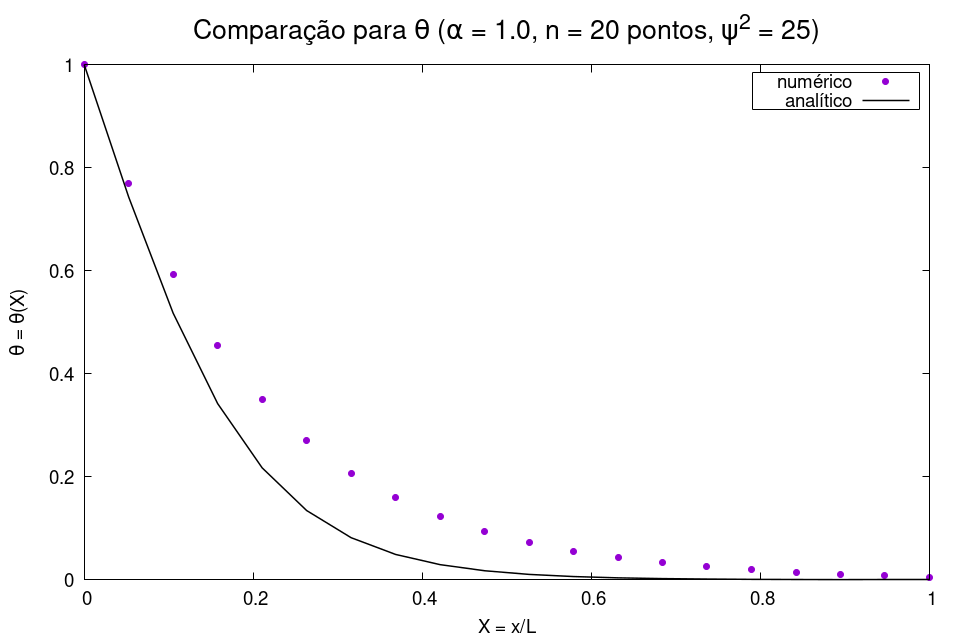 Comparação para θ (α = 1.0, n = 20 pontos, ψ² = 25)
numérico
analítico
1
0.8
0.6
0.4
0.2
0
θ = θ(X)
0
0.2
0.4
0.6
0.8
1
X = x/L